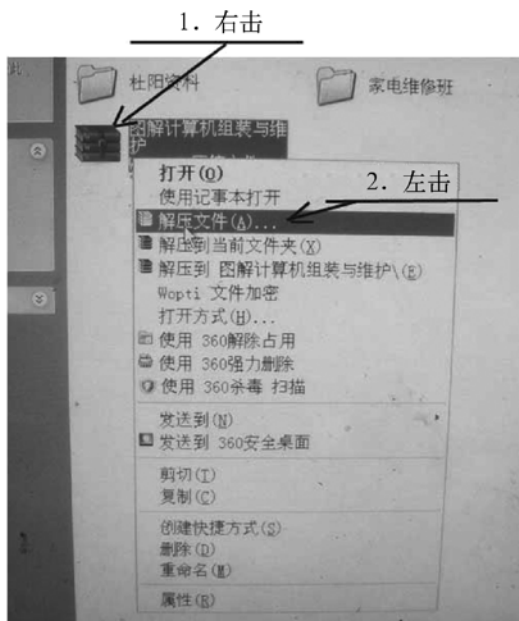 1. 右击
杜阳资料
家电维修班
图解计算机组装与维
护
打开(O)
2. 左击
使用记事本打开
解压文件(A)...
解压到当前文件夹(X)
解压到 图解计算机组装与维护\(E)
Wopti 文件加密
打开方式(H)...
使用 360解除占用
使用 360强力删除
使用 360杀毒 扫描
发送到(N)
发送到 360安全桌面
剪切(T)
复制(C)
创建快捷方式(S)
删除(D)
重命名(M)
属性(R)